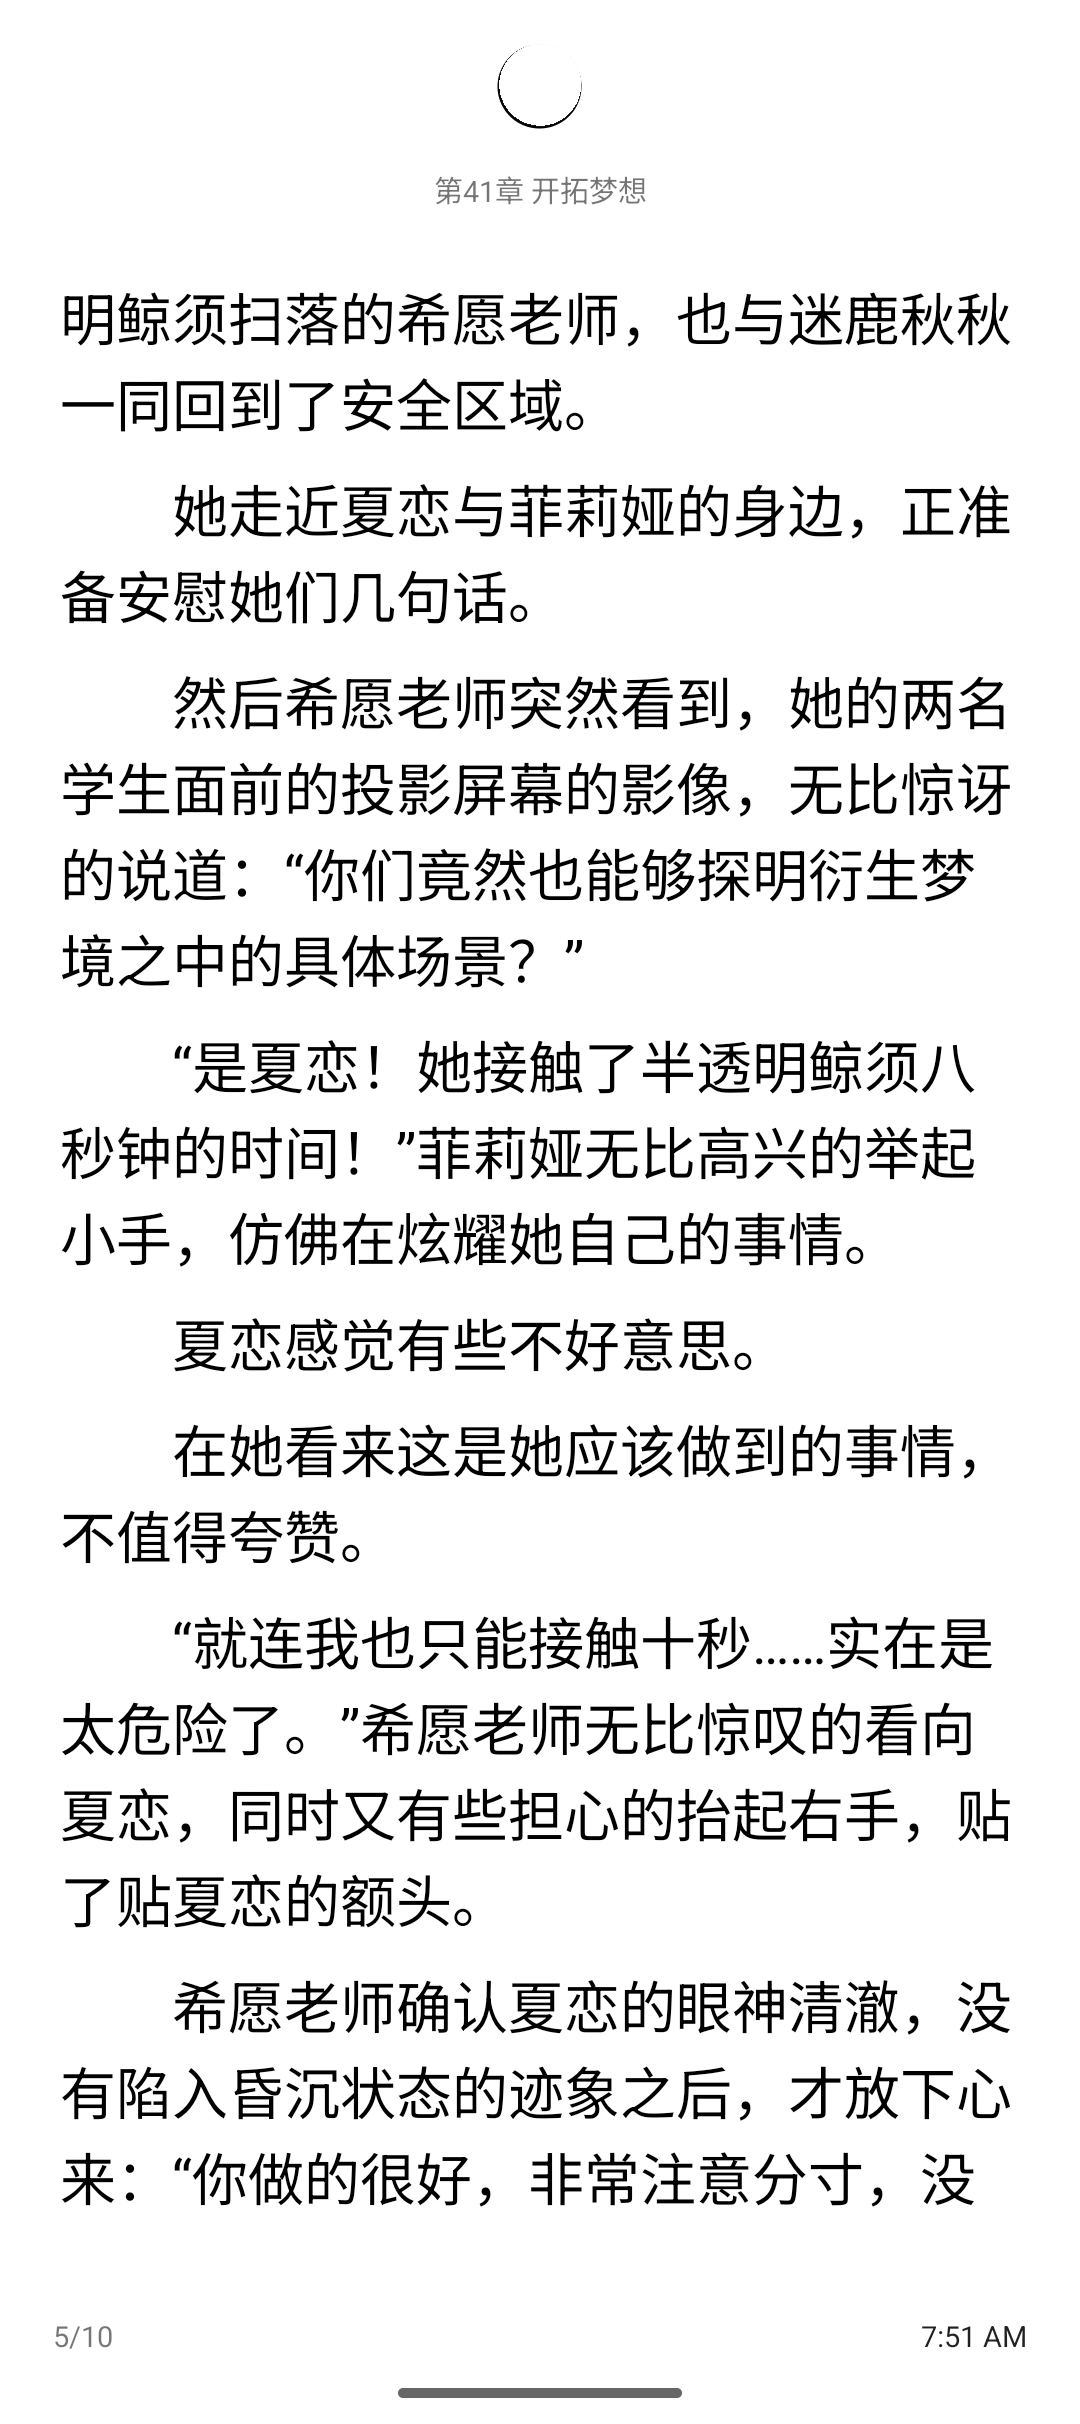 第41章 开拓梦想
明鲸须扫落的希愿老师，也与迷鹿秋秋
一同回到了安全区域。
她走近夏恋与菲莉娅的身边，正准
备安慰她们几句话。
然后希愿老师突然看到，她的两名
学生面前的投影屏幕的影像，无比惊讶
的说道：“你们竟然也能够探明衍生梦
境之中的具体场景？”
“是夏恋！她接触了半透明鲸须八
秒钟的时间！”菲莉娅无比高兴的举起
小手，仿佛在炫耀她自己的事情。
夏恋感觉有些不好意思。
在她看来这是她应该做到的事情，
不值得夸赞。
“就连我也只能接触十秒……实在是
太危险了。”希愿老师无比惊叹的看向
夏恋，同时又有些担心的抬起右手，贴
了贴夏恋的额头。
希愿老师确认夏恋的眼神清澈，没
有陷入昏沉状态的迹象之后，才放下心
来：“你做的很好，非常注意分寸，没
5/10
7:51 AM